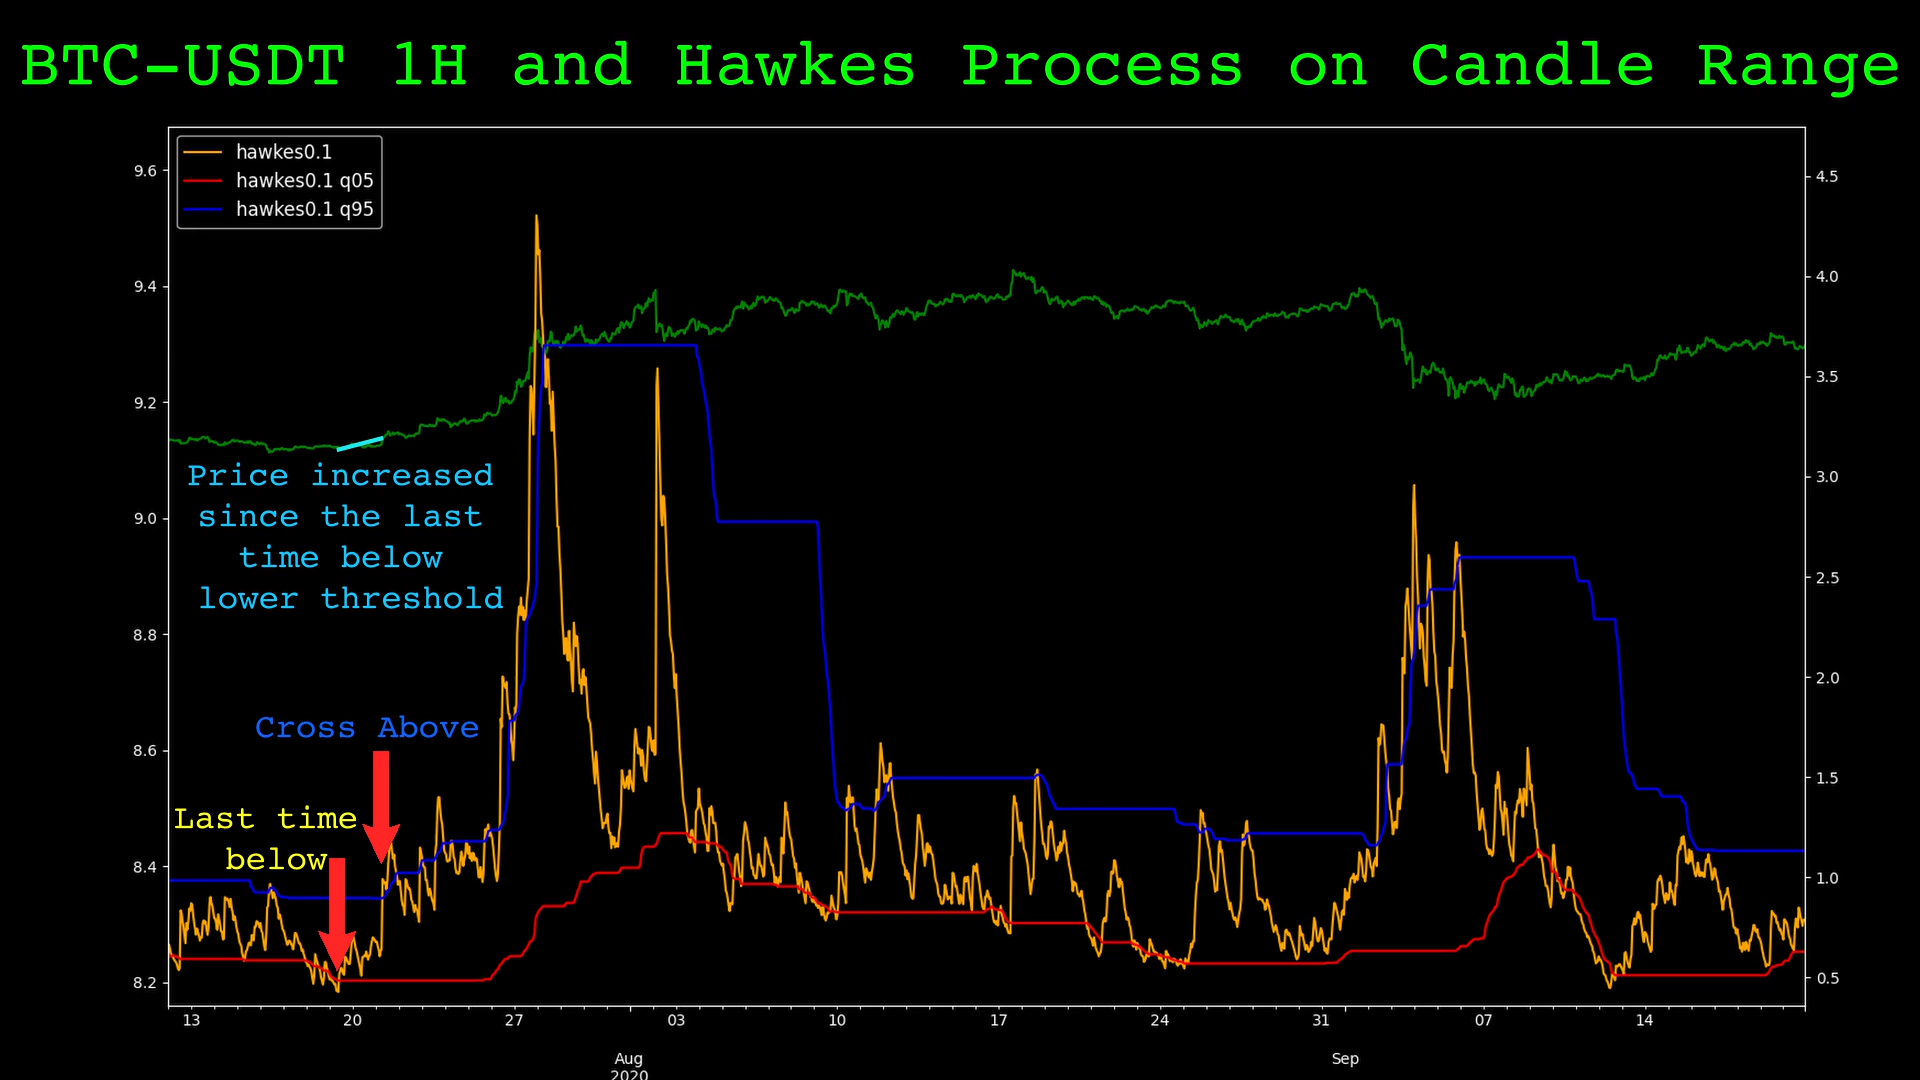 BTC-USDT 1H and Hawkes Process on Candle Range
hawkes0.1
hawkes0.1 q05
hawkes0.1 q95
9.6
9.4
9.2
9.0
8.8
8.6
8.4
8.2
4.5
4.0
3.5
3.0
2.5
2.0
1.5
1.0
0.5
Price increased
since the last
time below
lower threshold
Cross Above
Last time
below
13
20
27
03
10
17
24
31
07
14
Aug
2020
Sep